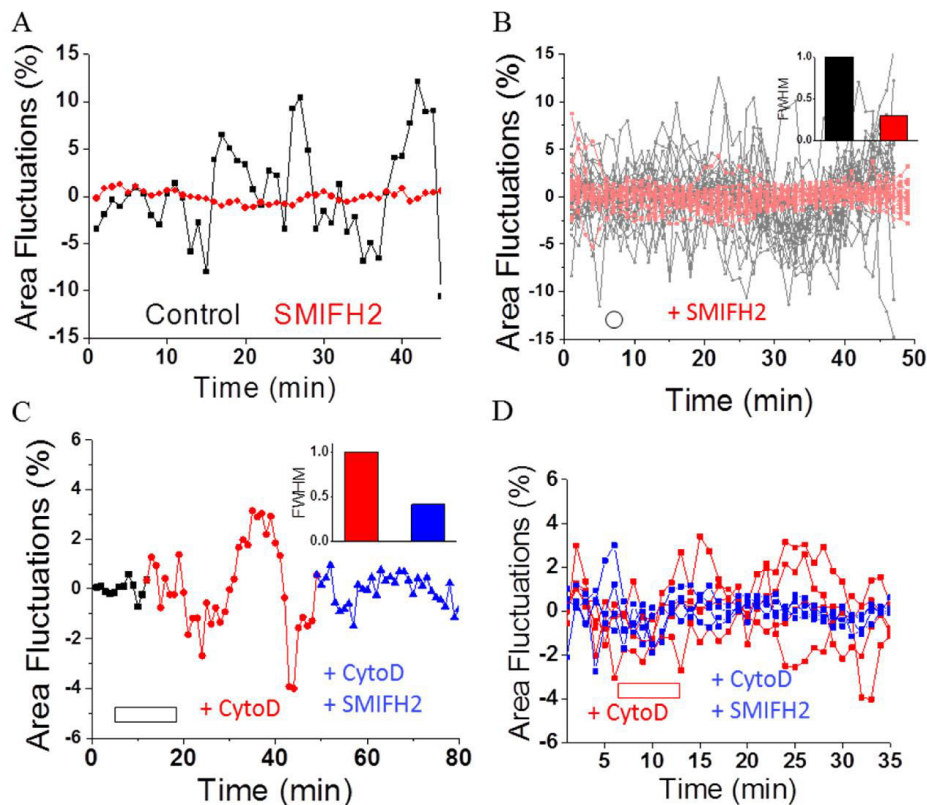 A
Area Fluctuations (%)
15
10
5
0
-5
-10
-15
Control SMIFH2
0 10 20 30 40
Time (min)
B
Area Fluctuations (%)
15
10
5
0
-5
-10
-15
FWHM
1.0
0.5
0.0
+ SMIFH2
0 10 20 30 40 50
Time (min)
C
Area Fluctuations (%)
6
4
2
0
-2
-4
-6
FWHM
1.0
0.5
0.0
+ CytoD
+ CytoD
+ SMIFH2
0 20 40 60 80
Time (min)
D
Area Fluctuations (%)
6
4
2
0
-2
-4
-6
+ CytoD
+ CytoD
+ SMIFH2
5 10 15 20 25 30 35
Time (min)